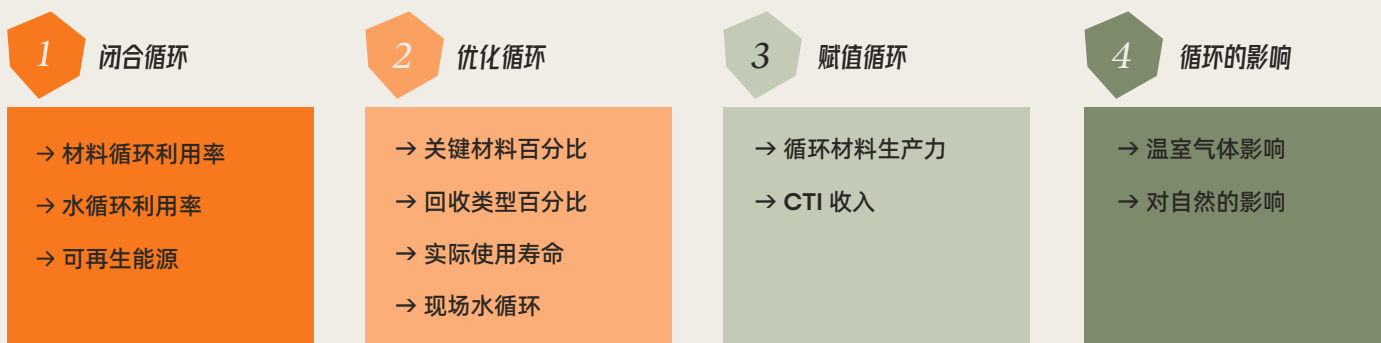 1 闭合循环
→ 材料循环利用率
→ 水循环利用率
→ 可再生能源
2 优化循环
→ 关键材料百分比
→ 回收类型百分比
→ 实际使用寿命
→ 现场水循环
3 赋值循环
→ 循环材料生产力
→ CTI 收入
4 循环的影响
→ 温室气体影响
→ 对自然的影响